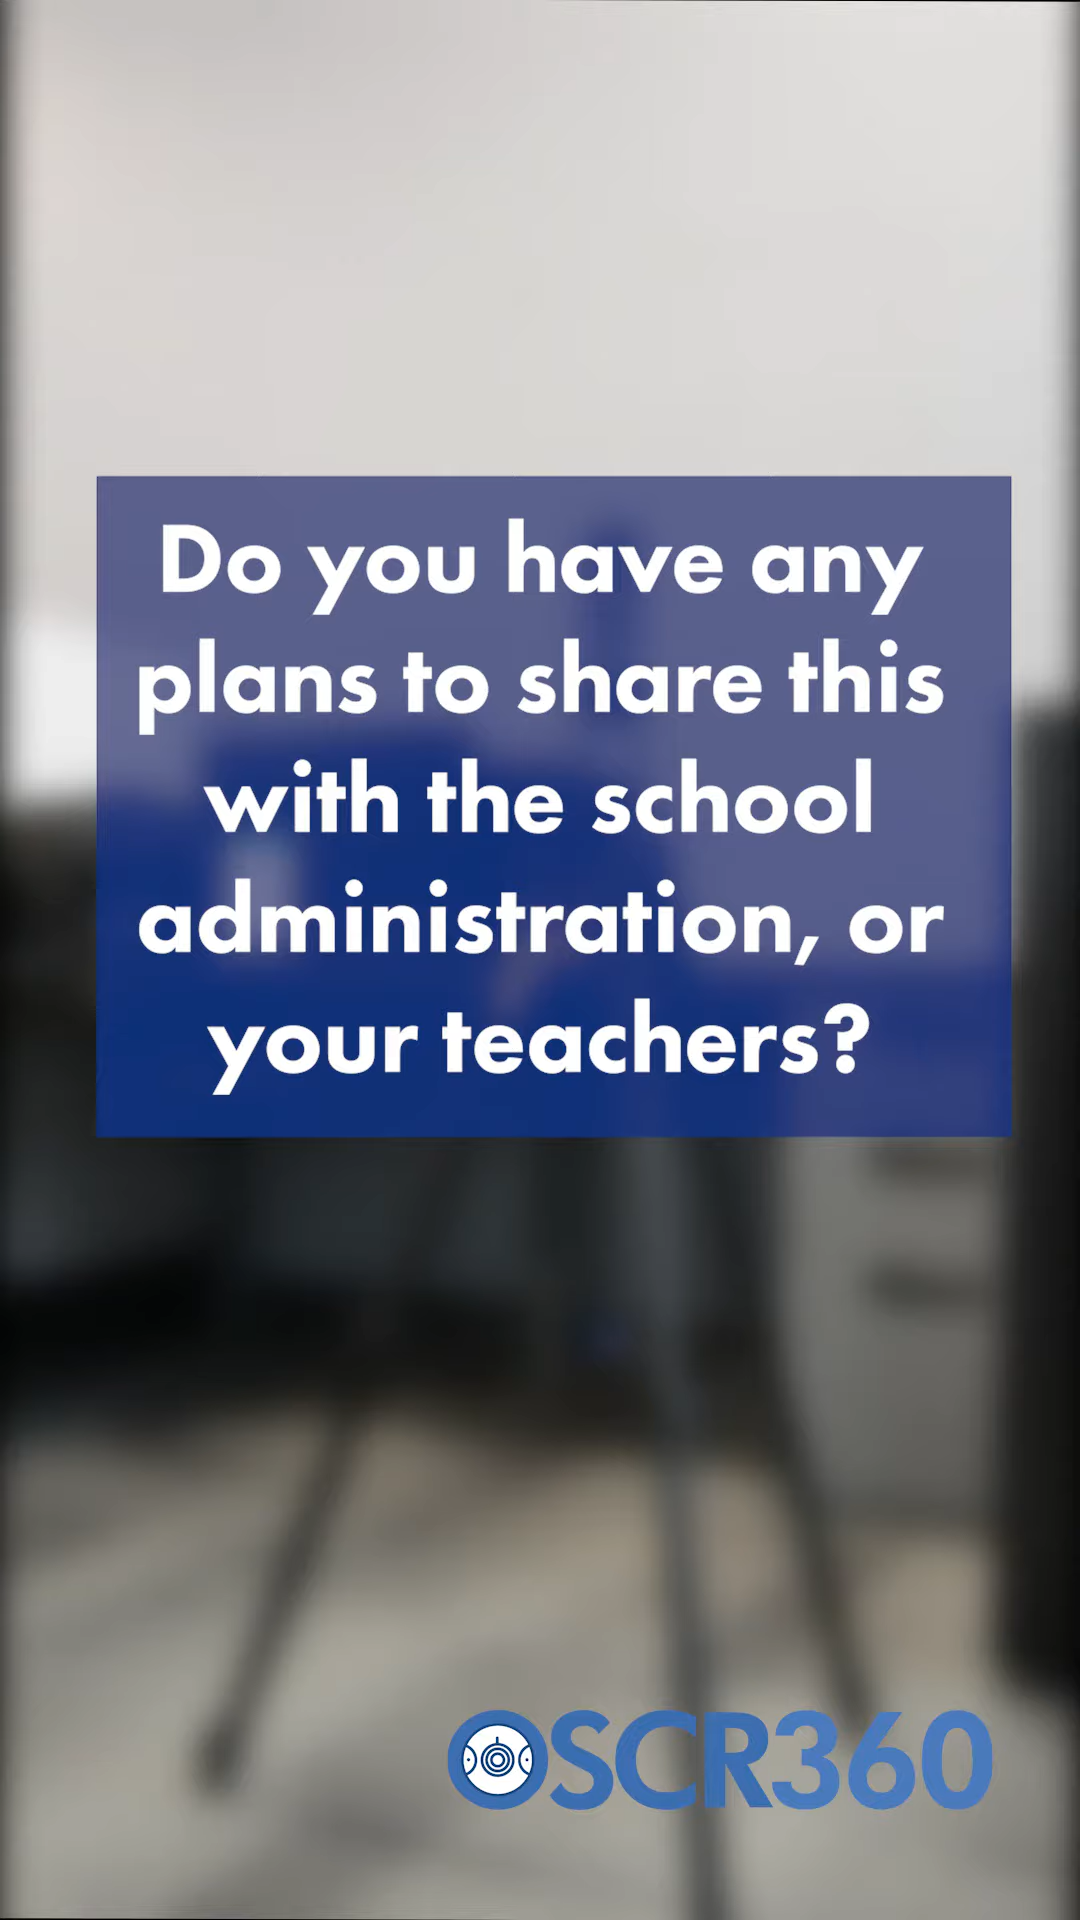 Do you have any
plans to share this
with the school
administration, or
your teachers?
OSCR360